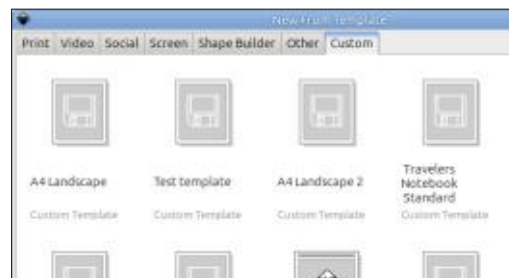 New From Template
Print Video Social Screen Shape Builder Other Custom
A4 Landscape Test template A4 Landscape 2 Travelers Notebook Standard
Custom Template Custom Template Custom Template Custom Template